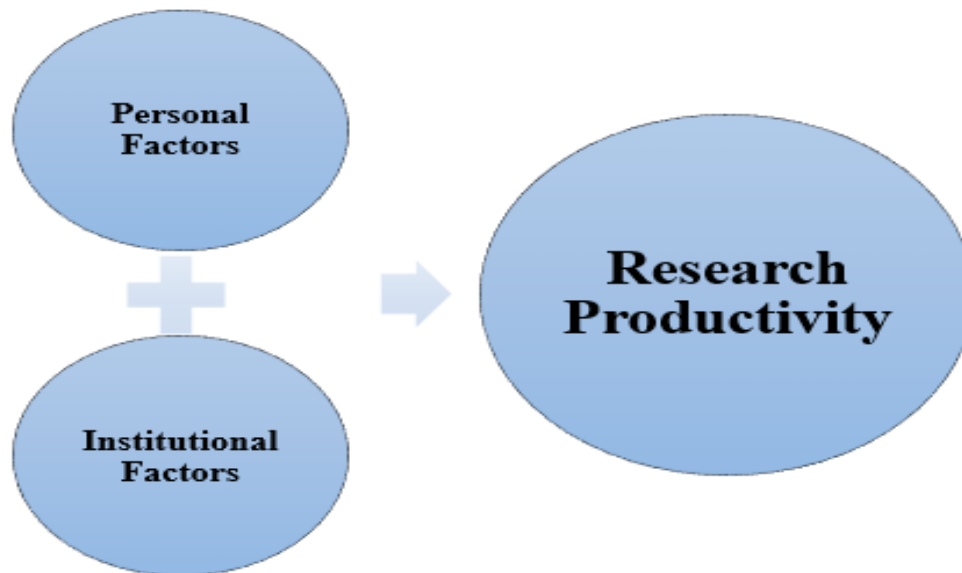 Personal
Factors
Institutional
Factors
Research
Productivity